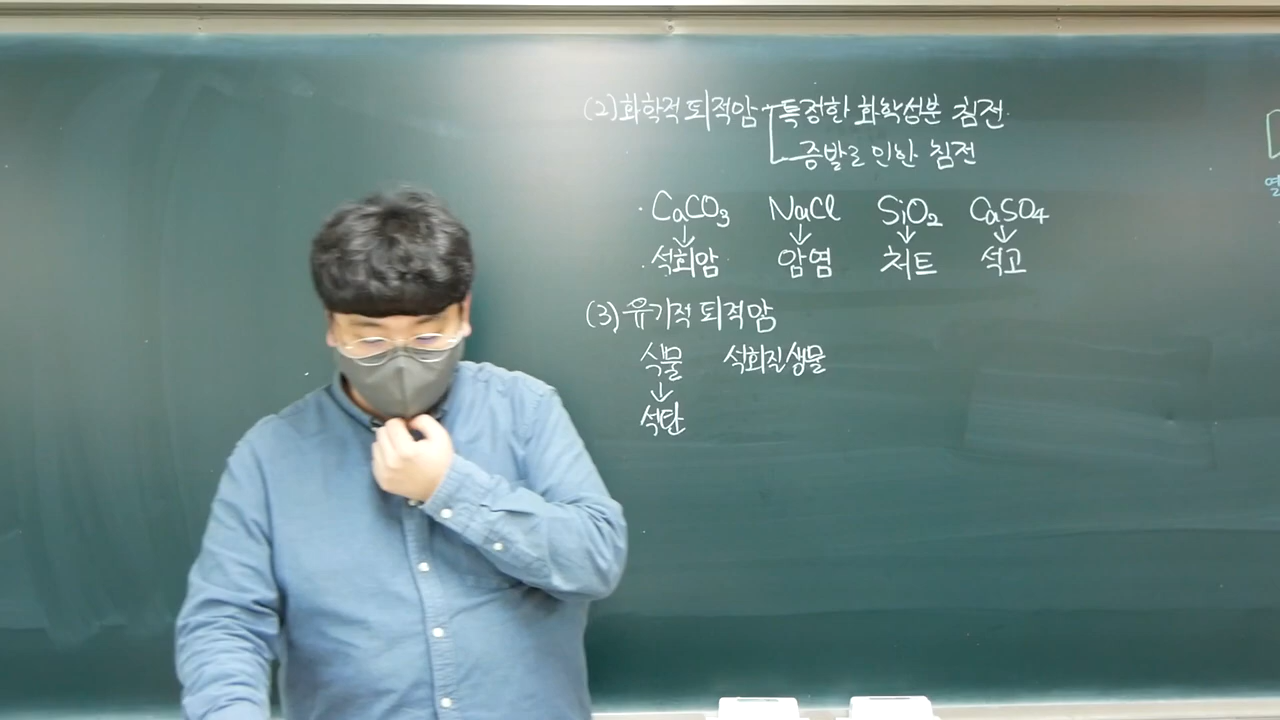 (2) 화학적 퇴적암 특정한 화학성분 침전
증발로 인한 침전
· CaCO₃ NaCl SiO₂ CaSO₄
↓ ↓ ↓ ↓
· 석회암 암염 처트 석고
(3) 유기적 퇴적암
식물 석회질생물
↓
석탄
열